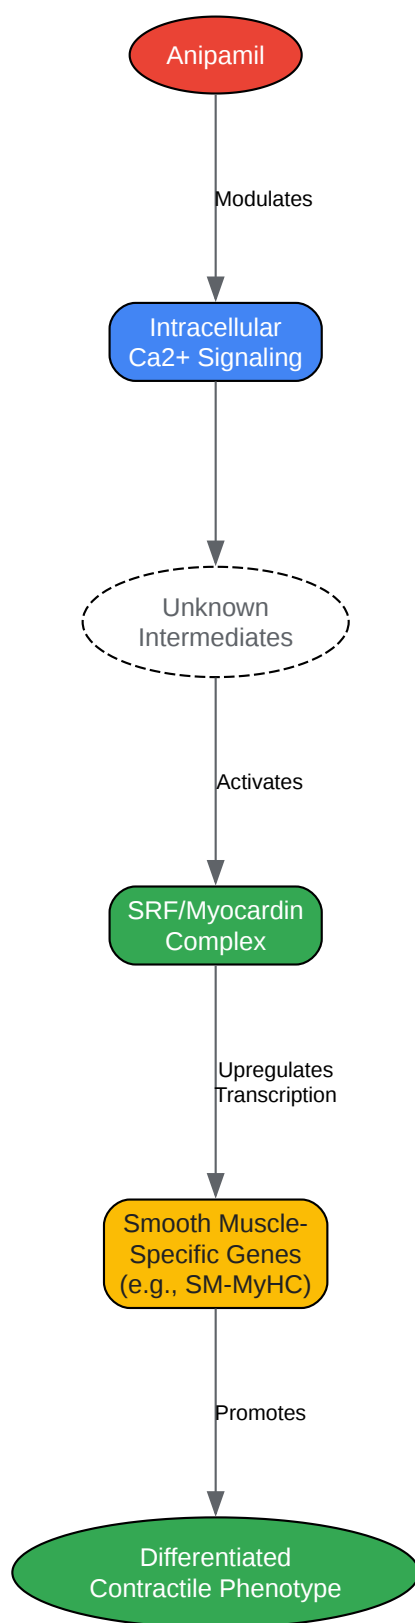 Anipamil
Modulates
Intracellular
Ca2+ Signaling
Unknown
Intermediates
Activates
SRF/Myocardin
Complex
Upregulates
Transcription
Smooth Muscle-
Specific Genes
(e.g., SM-MyHC)
Promotes
Differentiated
Contractile Phenotype